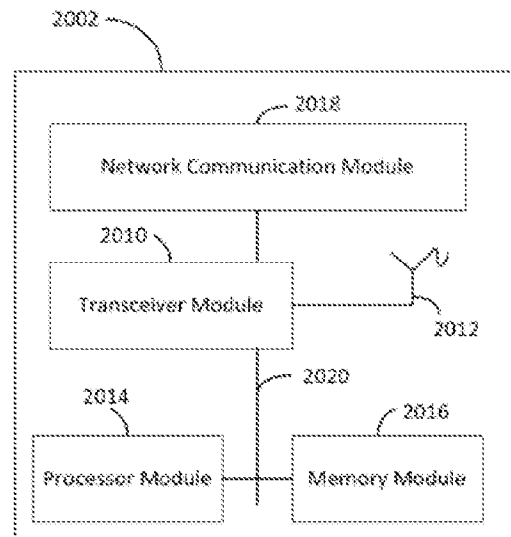 2002
2018
Network Communication Module
2010
Transceiver Module
2012
2020
2014
2016
Processor Module
Memory Module